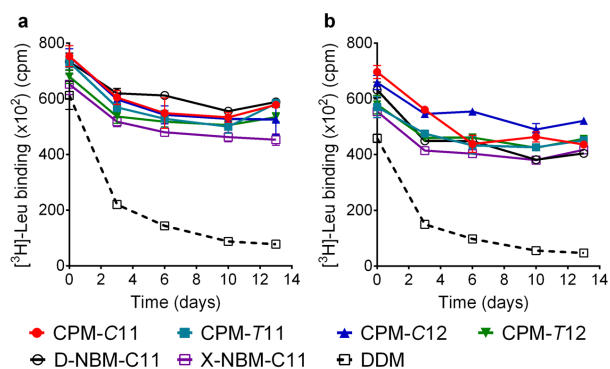 a
b
[³H]-Leu binding (x10²) (cpm)
800
600
400
200
0
0 2 4 6 8 10 12 14
Time (days)
[³H]-Leu binding (x10²) (cpm)
800
600
400
200
0
0 2 4 6 8 10 12 14
Time (days)
CPM-C11 CPM-T11 CPM-C12 CPM-T12
D-NBM-C11 X-NBM-C11 DDM